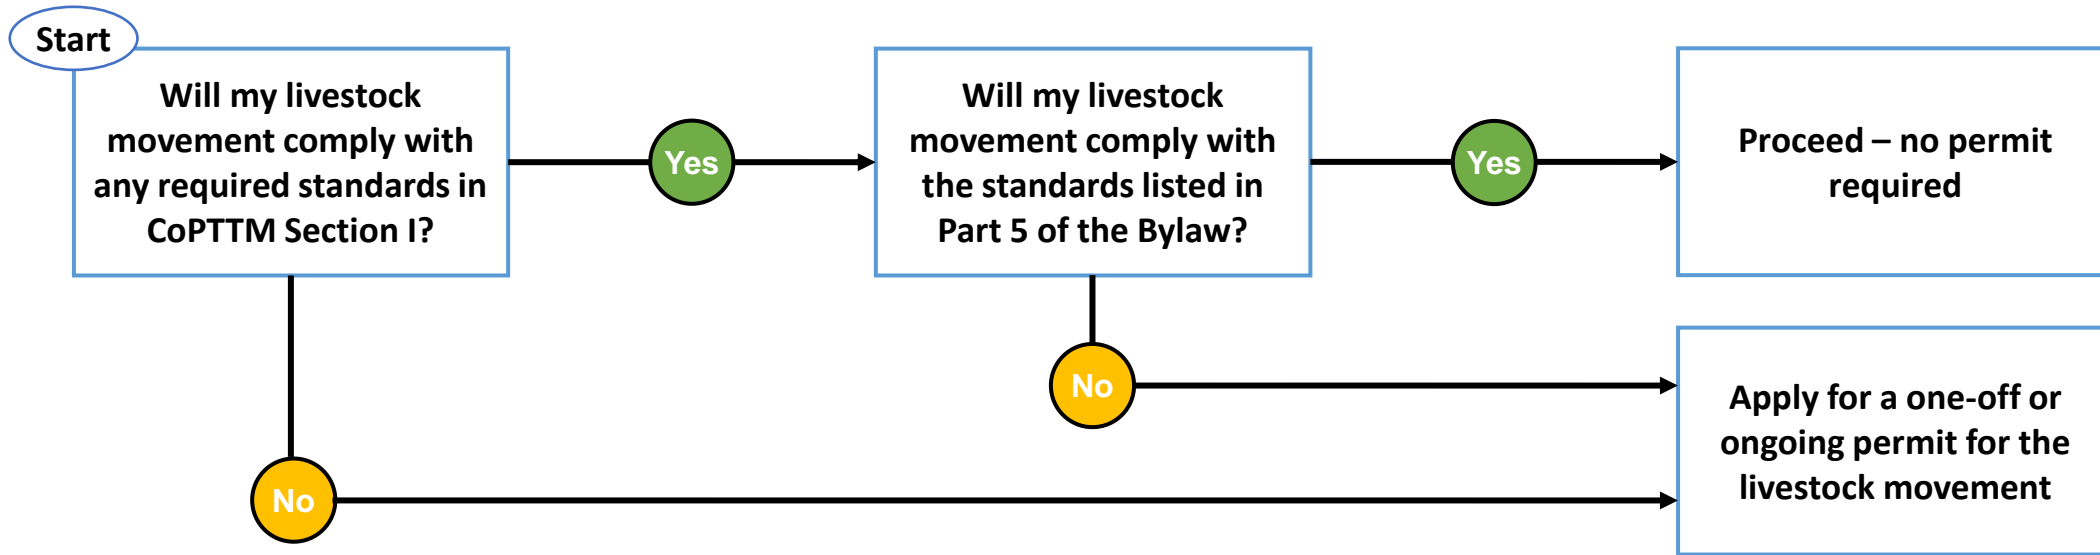 Start
Will my livestock
movement comply with
any required standards in
CoPTTM Section I?
Yes
Will my livestock
movement comply with
the standards listed in
Part 5 of the Bylaw?
Yes
Proceed – no permit
required
No
Apply for a one-off or
ongoing permit for the
livestock movement
No